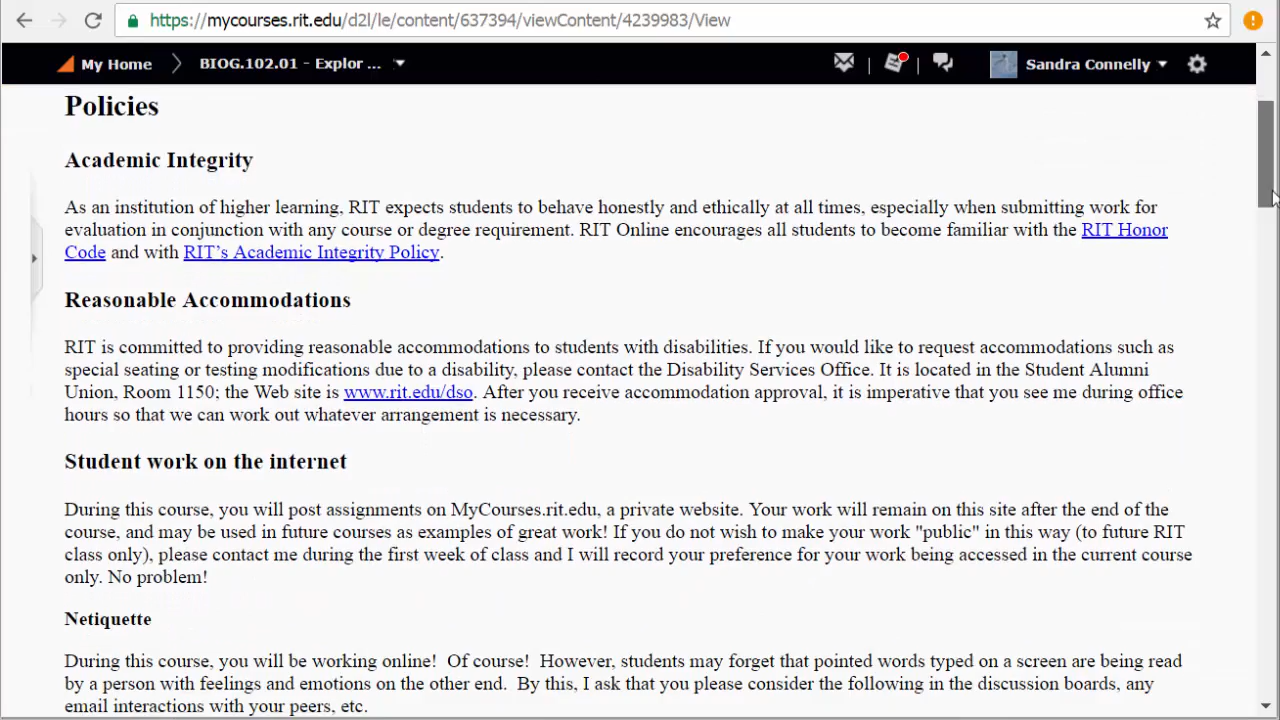 https://mycourses.rit.edu/d2l/le/content/637394/viewContent/4239983/View
My Home BIOG.102.01 - Explor ... Sandra Connelly
Policies
Academic Integrity
As an institution of higher learning, RIT expects students to behave honestly and ethically at all times, especially when submitting work for
evaluation in conjunction with any course or degree requirement. RIT Online encourages all students to become familiar with the RIT Honor
Code and with RIT's Academic Integrity Policy.
Reasonable Accommodations
RIT is committed to providing reasonable accommodations to students with disabilities. If you would like to request accommodations such as
special seating or testing modifications due to a disability, please contact the Disability Services Office. It is located in the Student Alumni
Union, Room 1150; the Web site is www.rit.edu/dso. After you receive accommodation approval, it is imperative that you see me during office
hours so that we can work out whatever arrangement is necessary.
Student work on the internet
During this course, you will post assignments on MyCourses.rit.edu, a private website. Your work will remain on this site after the end of the
course, and may be used in future courses as examples of great work! If you do not wish to make your work "public" in this way (to future RIT
class only), please contact me during the first week of class and I will record your preference for your work being accessed in the current course
only. No problem!
Netiquette
During this course, you will be working online! Of course! However, students may forget that pointed words typed on a screen are being read
by a person with feelings and emotions on the other end. By this, I ask that you please consider the following in the discussion boards, any
email interactions with your peers, etc.